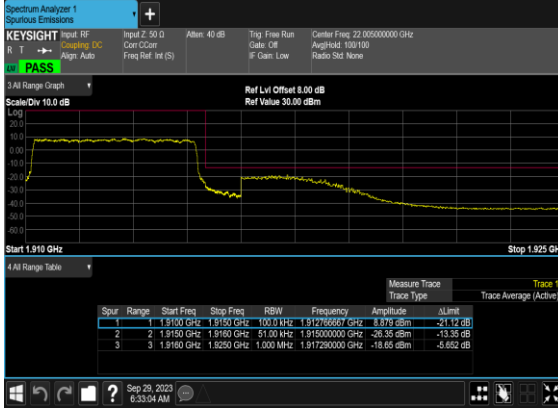 Spectrum Analyzer 1
Spurious Emissions
+
KEYSIGHT Input: RF Input Z: 50 Ω Atten: 40 dB Trig: Free Run Center Freq: 22.005000000 GHz
R T Coupling: DC Corr CCorr Gate: Off Avg|Hold: 100/100
Align: Auto Freq Ref: Int (S) IF Gain: Low Radio Std: None
PASS
3 All Range Graph Ref Lvl Offset 8.00 dB
Scale/Div 10.0 dB Ref Value 30.00 dBm
Log
20.0
10.0
0.00
-10.0
-20.0
-30.0
-40.0
-50.0
-60.0
Start 1.910 GHz Stop 1.925 GH
4 All Range Table
Measure Trace Trace 1
Trace Type Trace Average (Active)
Spur Range Start Freq Stop Freq RBW Frequency Amplitude ΔLimit
1 1 1.9100 GHz 1.9150 GHz 100.0 kHz 1.912766667 GHz 8.879 dBm -21.12 dB
2 2 1.9150 GHz 1.9160 GHz 51.00 kHz 1.915000000 GHz -26.35 dBm -13.35 dB
3 3 1.9160 GHz 1.9250 GHz 1.000 MHz 1.917290000 GHz -18.65 dBm -5.652 dB
? Sep 29, 2023
6:33:04 AM